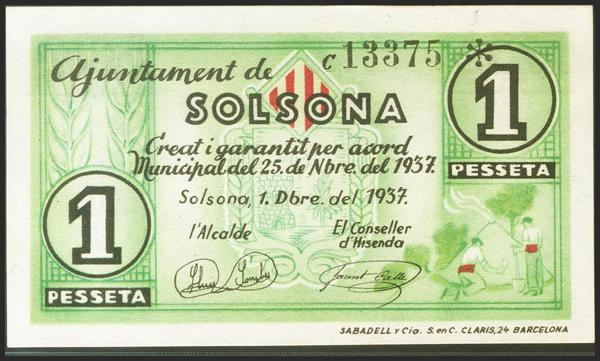 Ajuntament de
C 13375 *
SOLSONA
1
PESSETA
Creat i garantit per acord
Municipal del 25. de Nbre. del 1937.
Solsona, 1. Dbre. del 1937.
l'Alcalde
El Conseller
d'Hisenda
1
PESSETA
SABADELL y Cia. S. en C. CLARIS, 24 BARCELONA